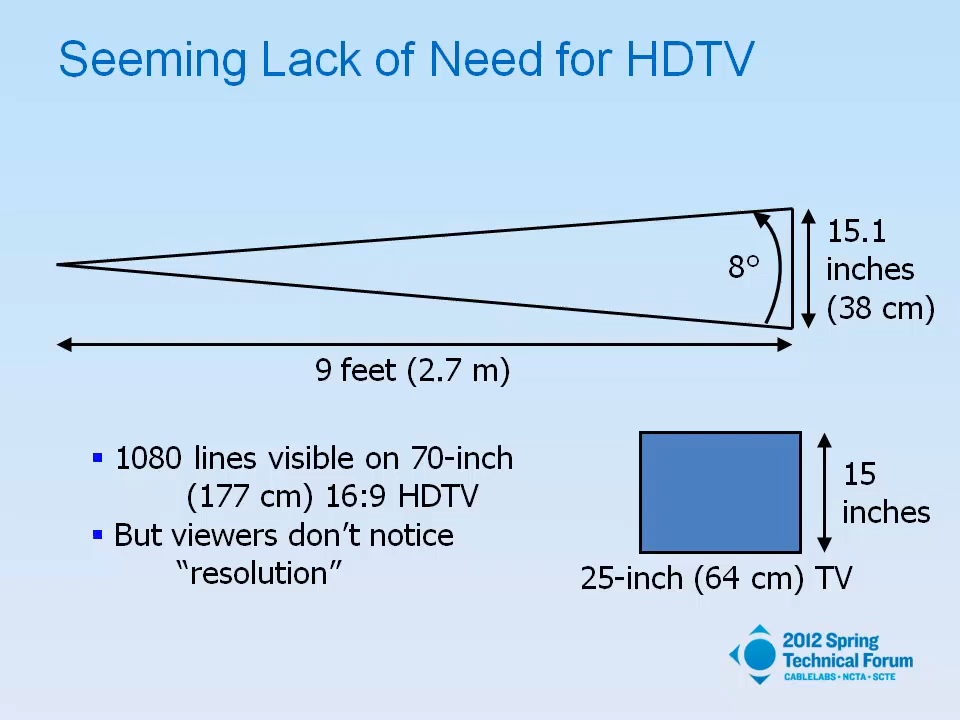 Seeming Lack of Need for HDTV
15.1
inches
(38 cm)
8°
9 feet (2.7 m)
▪ 1080 lines visible on 70-inch
(177 cm) 16:9 HDTV
▪ But viewers don’t notice
“resolution”
15
inches
25-inch (64 cm) TV
2012 Spring
Technical Forum
CABLELABS • NCTA • SCTE